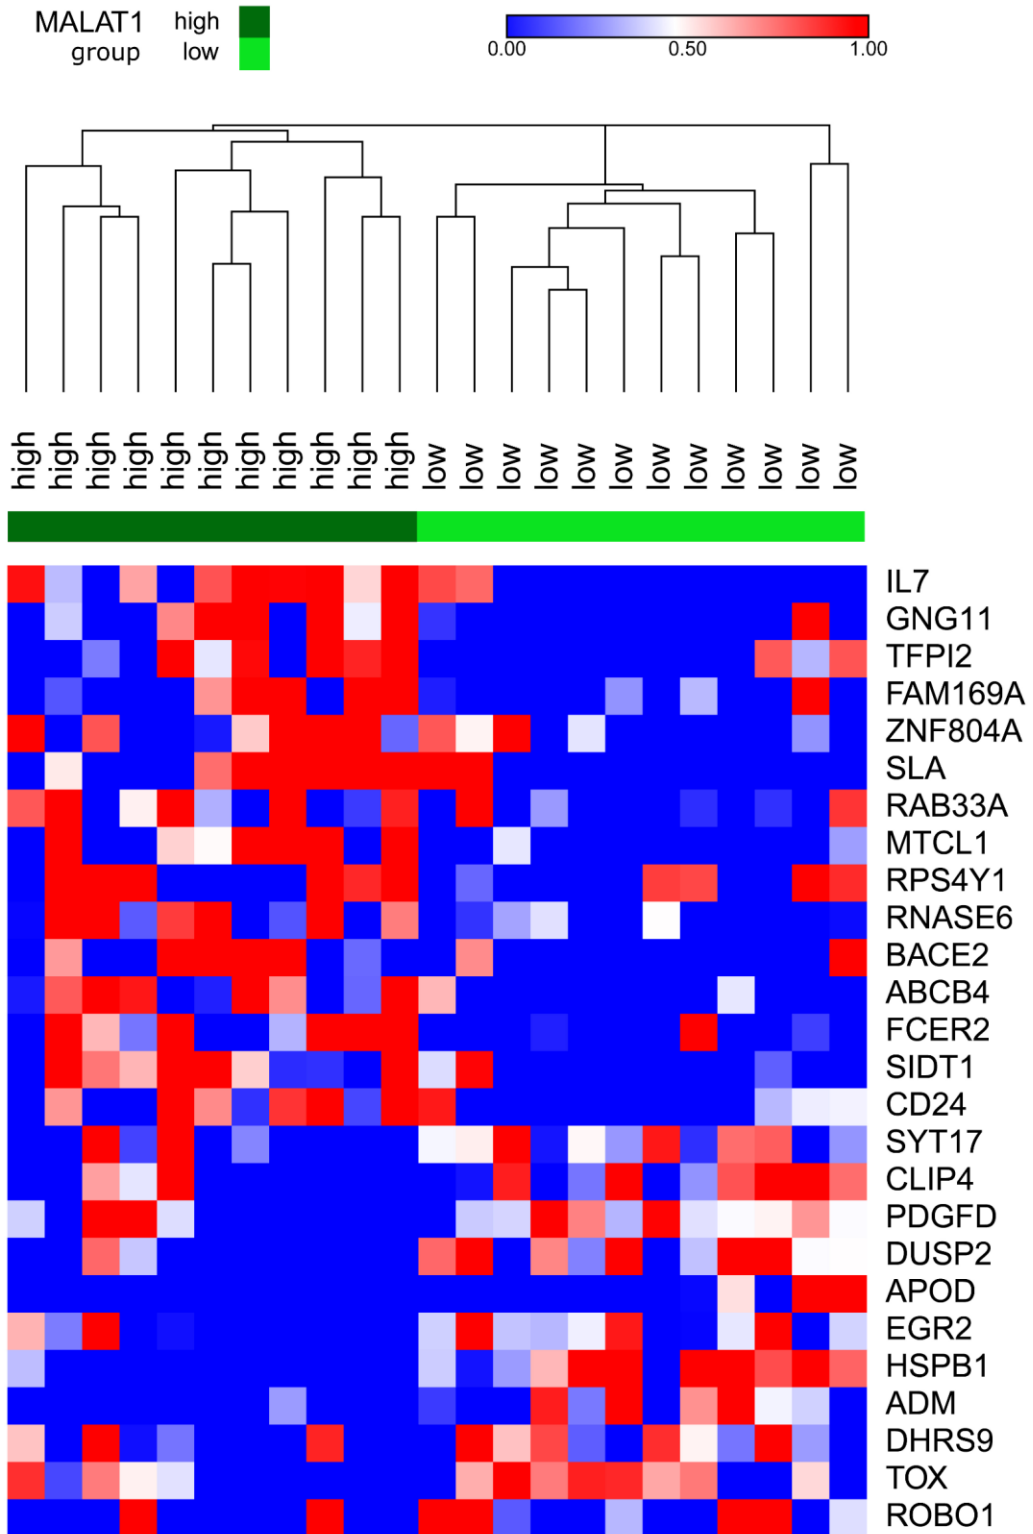 MALAT1 high
group low
0.00 0.50 1.00
high high high high high high high high high high high low low low low low low low low low low low low
IL7
GNG11
TFPI2
FAM169A
ZNF804A
SLA
RAB33A
MTCL1
RPS4Y1
RNASE6
BACE2
ABCB4
FCER2
SIDT1
CD24
SYT17
CLIP4
PDGFD
DUSP2
APOD
EGR2
HSPB1
ADM
DHRS9
TOX
ROBO1